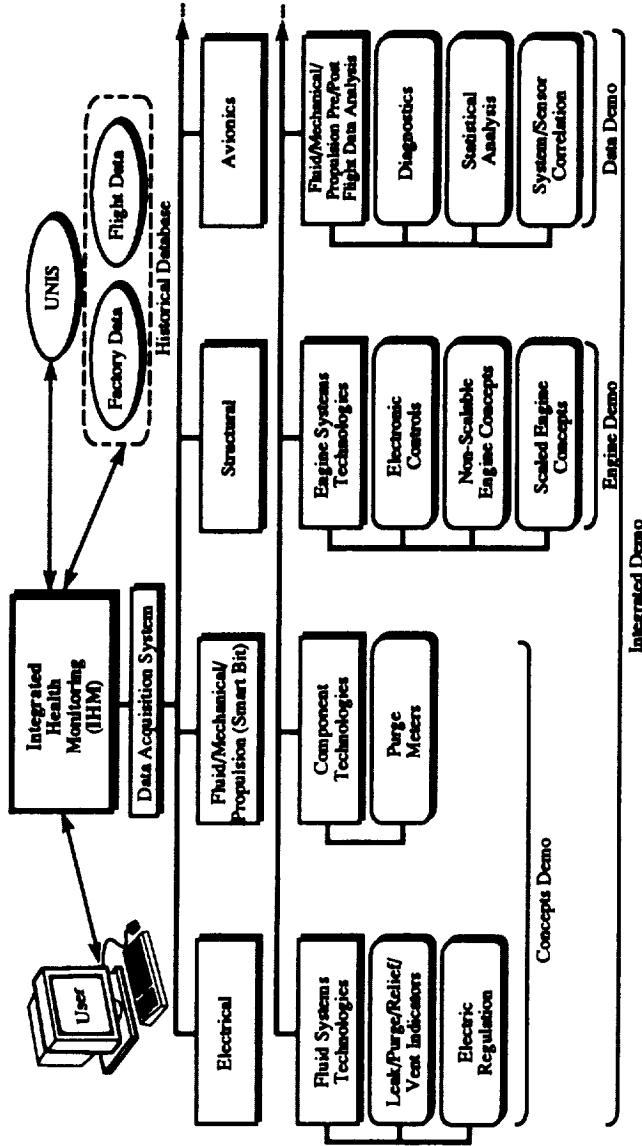 User
Integrated
Health
Monitoring
(IHM)
UNIS
Factory Data
Flight Data
Historical Database
Data Acquisition System
...
Electrical
Fluid/Mechanical/
Propulsion (Smart Bit)
Structural
Avionics
...
Fluid Systems
Technologies
Leak/Purge/Relief/
Vent Indicators
Electric
Regulation
Component
Technologies
Purge
Meters
Concepts Demo
Engine Systems
Technologies
Electronic
Controls
Non-Scalable
Engine Concepts
Scaled Engine
Concepts
Engine Demo
Fluid/Mechanical/
Propulsion Pre/Post
Flight Data Analysis
Diagnostics
Statistical
Analysis
System/Sensor
Correlation
Data Demo
Integrated Demo